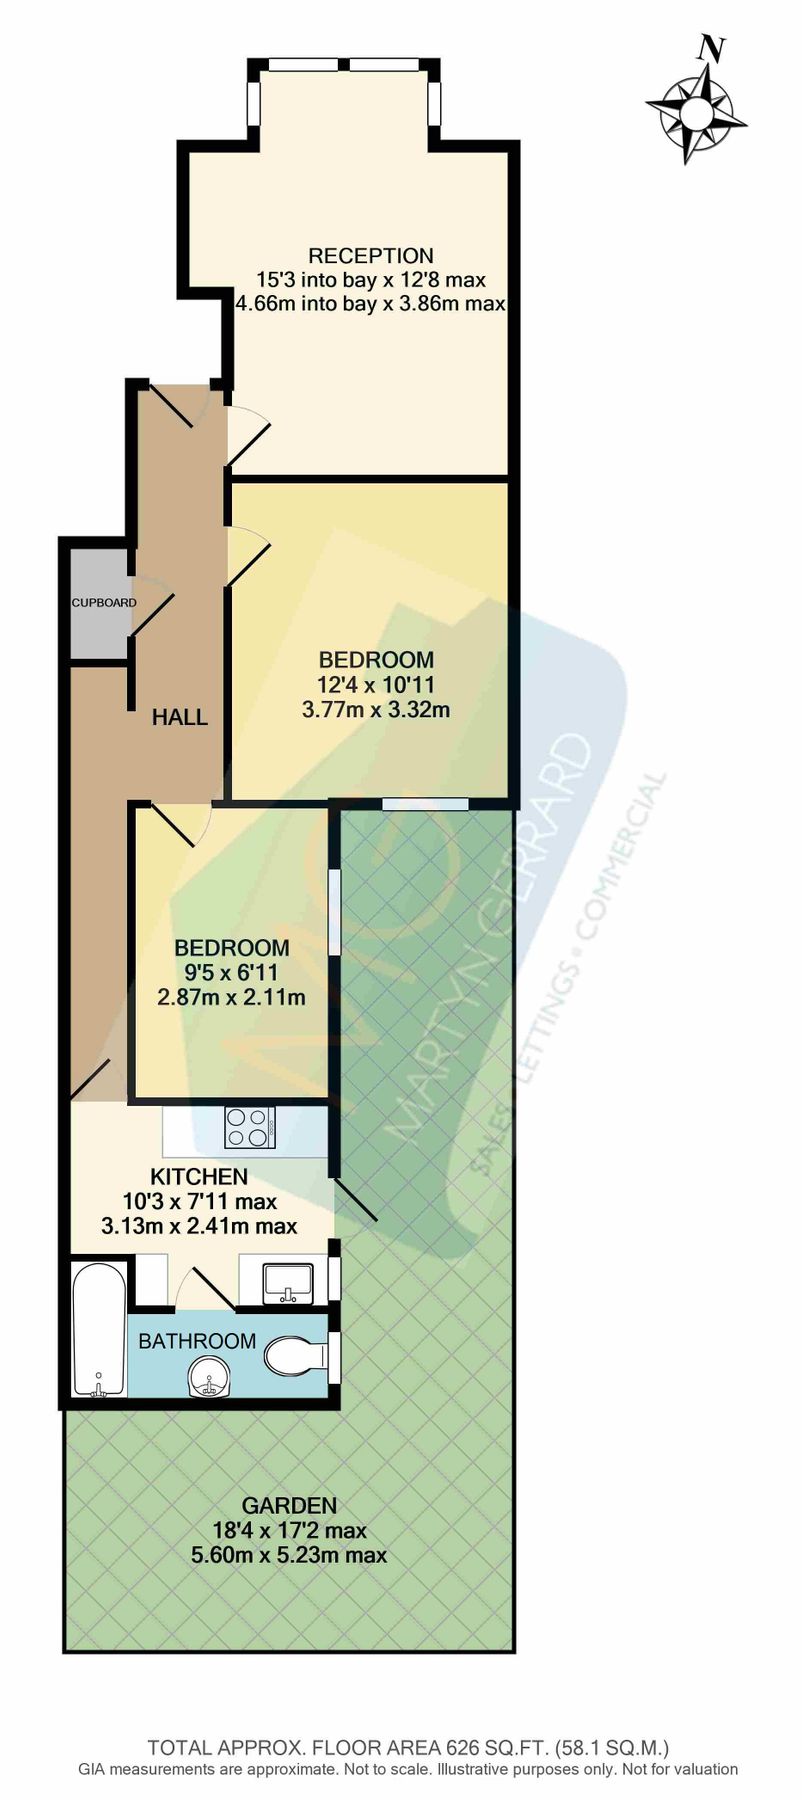 N
RECEPTION
15'3 into bay x 12'8 max
4.66m into bay x 3.86m max
CUPBOARD
BEDROOM
12'4 x 10'11
3.77m x 3.32m
HALL
MG
MARTYN GERRARD
SALES • LETTINGS • COMMERCIAL
BEDROOM
9'5 x 6'11
2.87m x 2.11m
KITCHEN
10'3 x 7'11 max
3.13m x 2.41m max
BATHROOM
GARDEN
18'4 x 17'2 max
5.60m x 5.23m max
TOTAL APPROX. FLOOR AREA 626 SQ.FT. (58.1 SQ.M.)
GIA measurements are approximate. Not to scale. Illustrative purposes only. Not for valuation